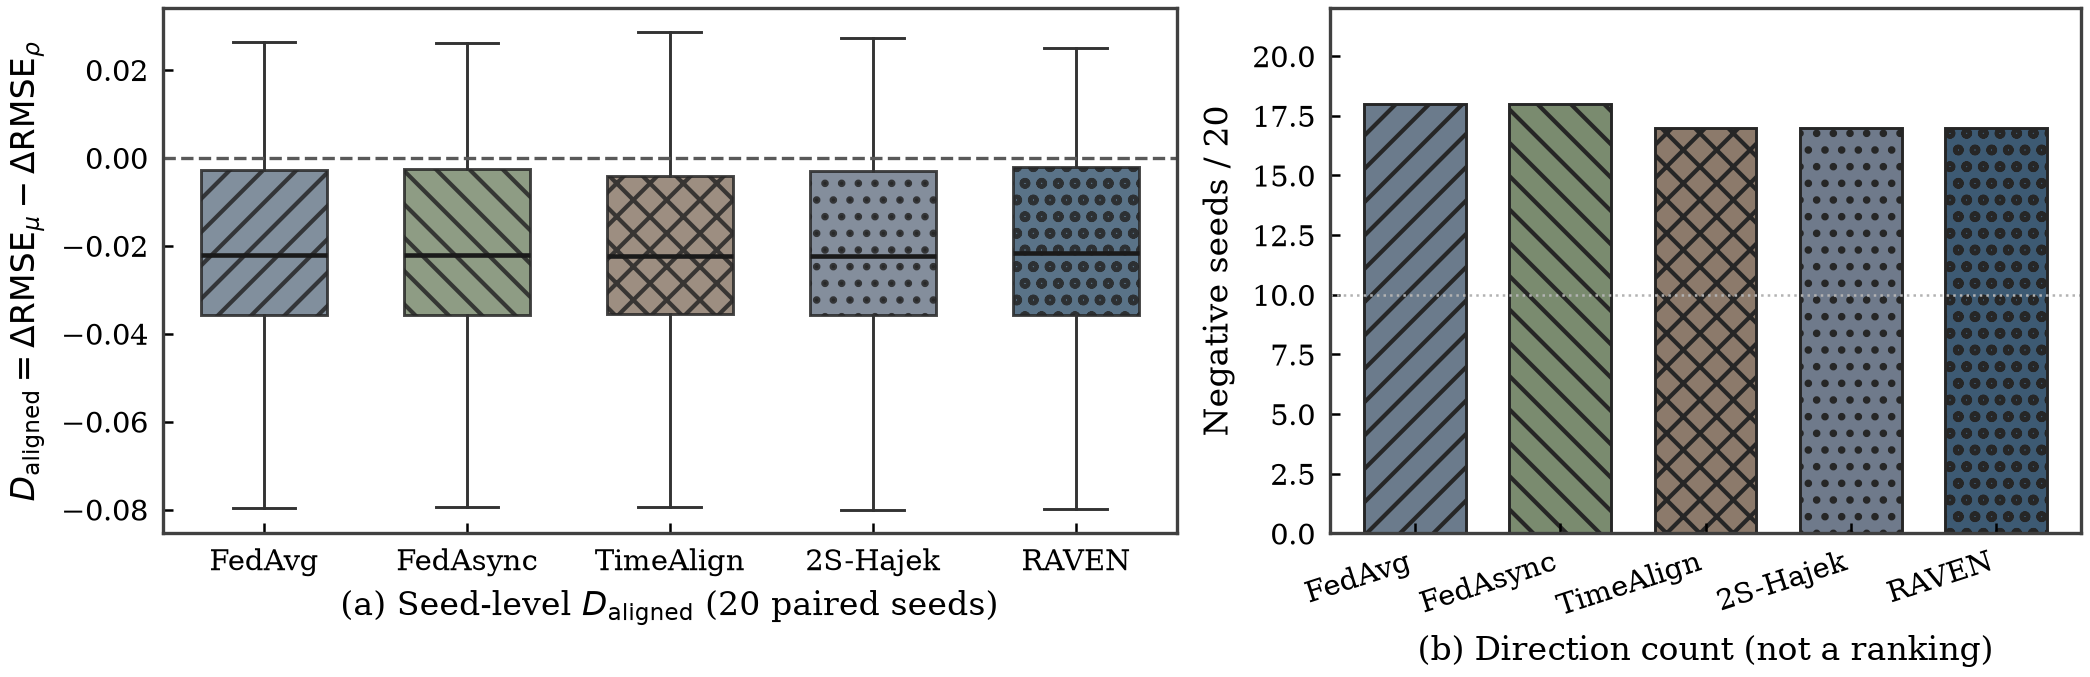 D_aligned = ΔRMSE_μ − ΔRMSE_ρ
0.02
0.00
−0.02
−0.04
−0.06
−0.08
FedAvg
FedAsync
TimeAlign
2S-Hajek
RAVEN
(a) Seed-level D_aligned (20 paired seeds)
Negative seeds / 20
20.0
17.5
15.0
12.5
10.0
7.5
5.0
2.5
0.0
FedAvg
FedAsync
TimeAlign
2S-Hajek
RAVEN
(b) Direction count (not a ranking)